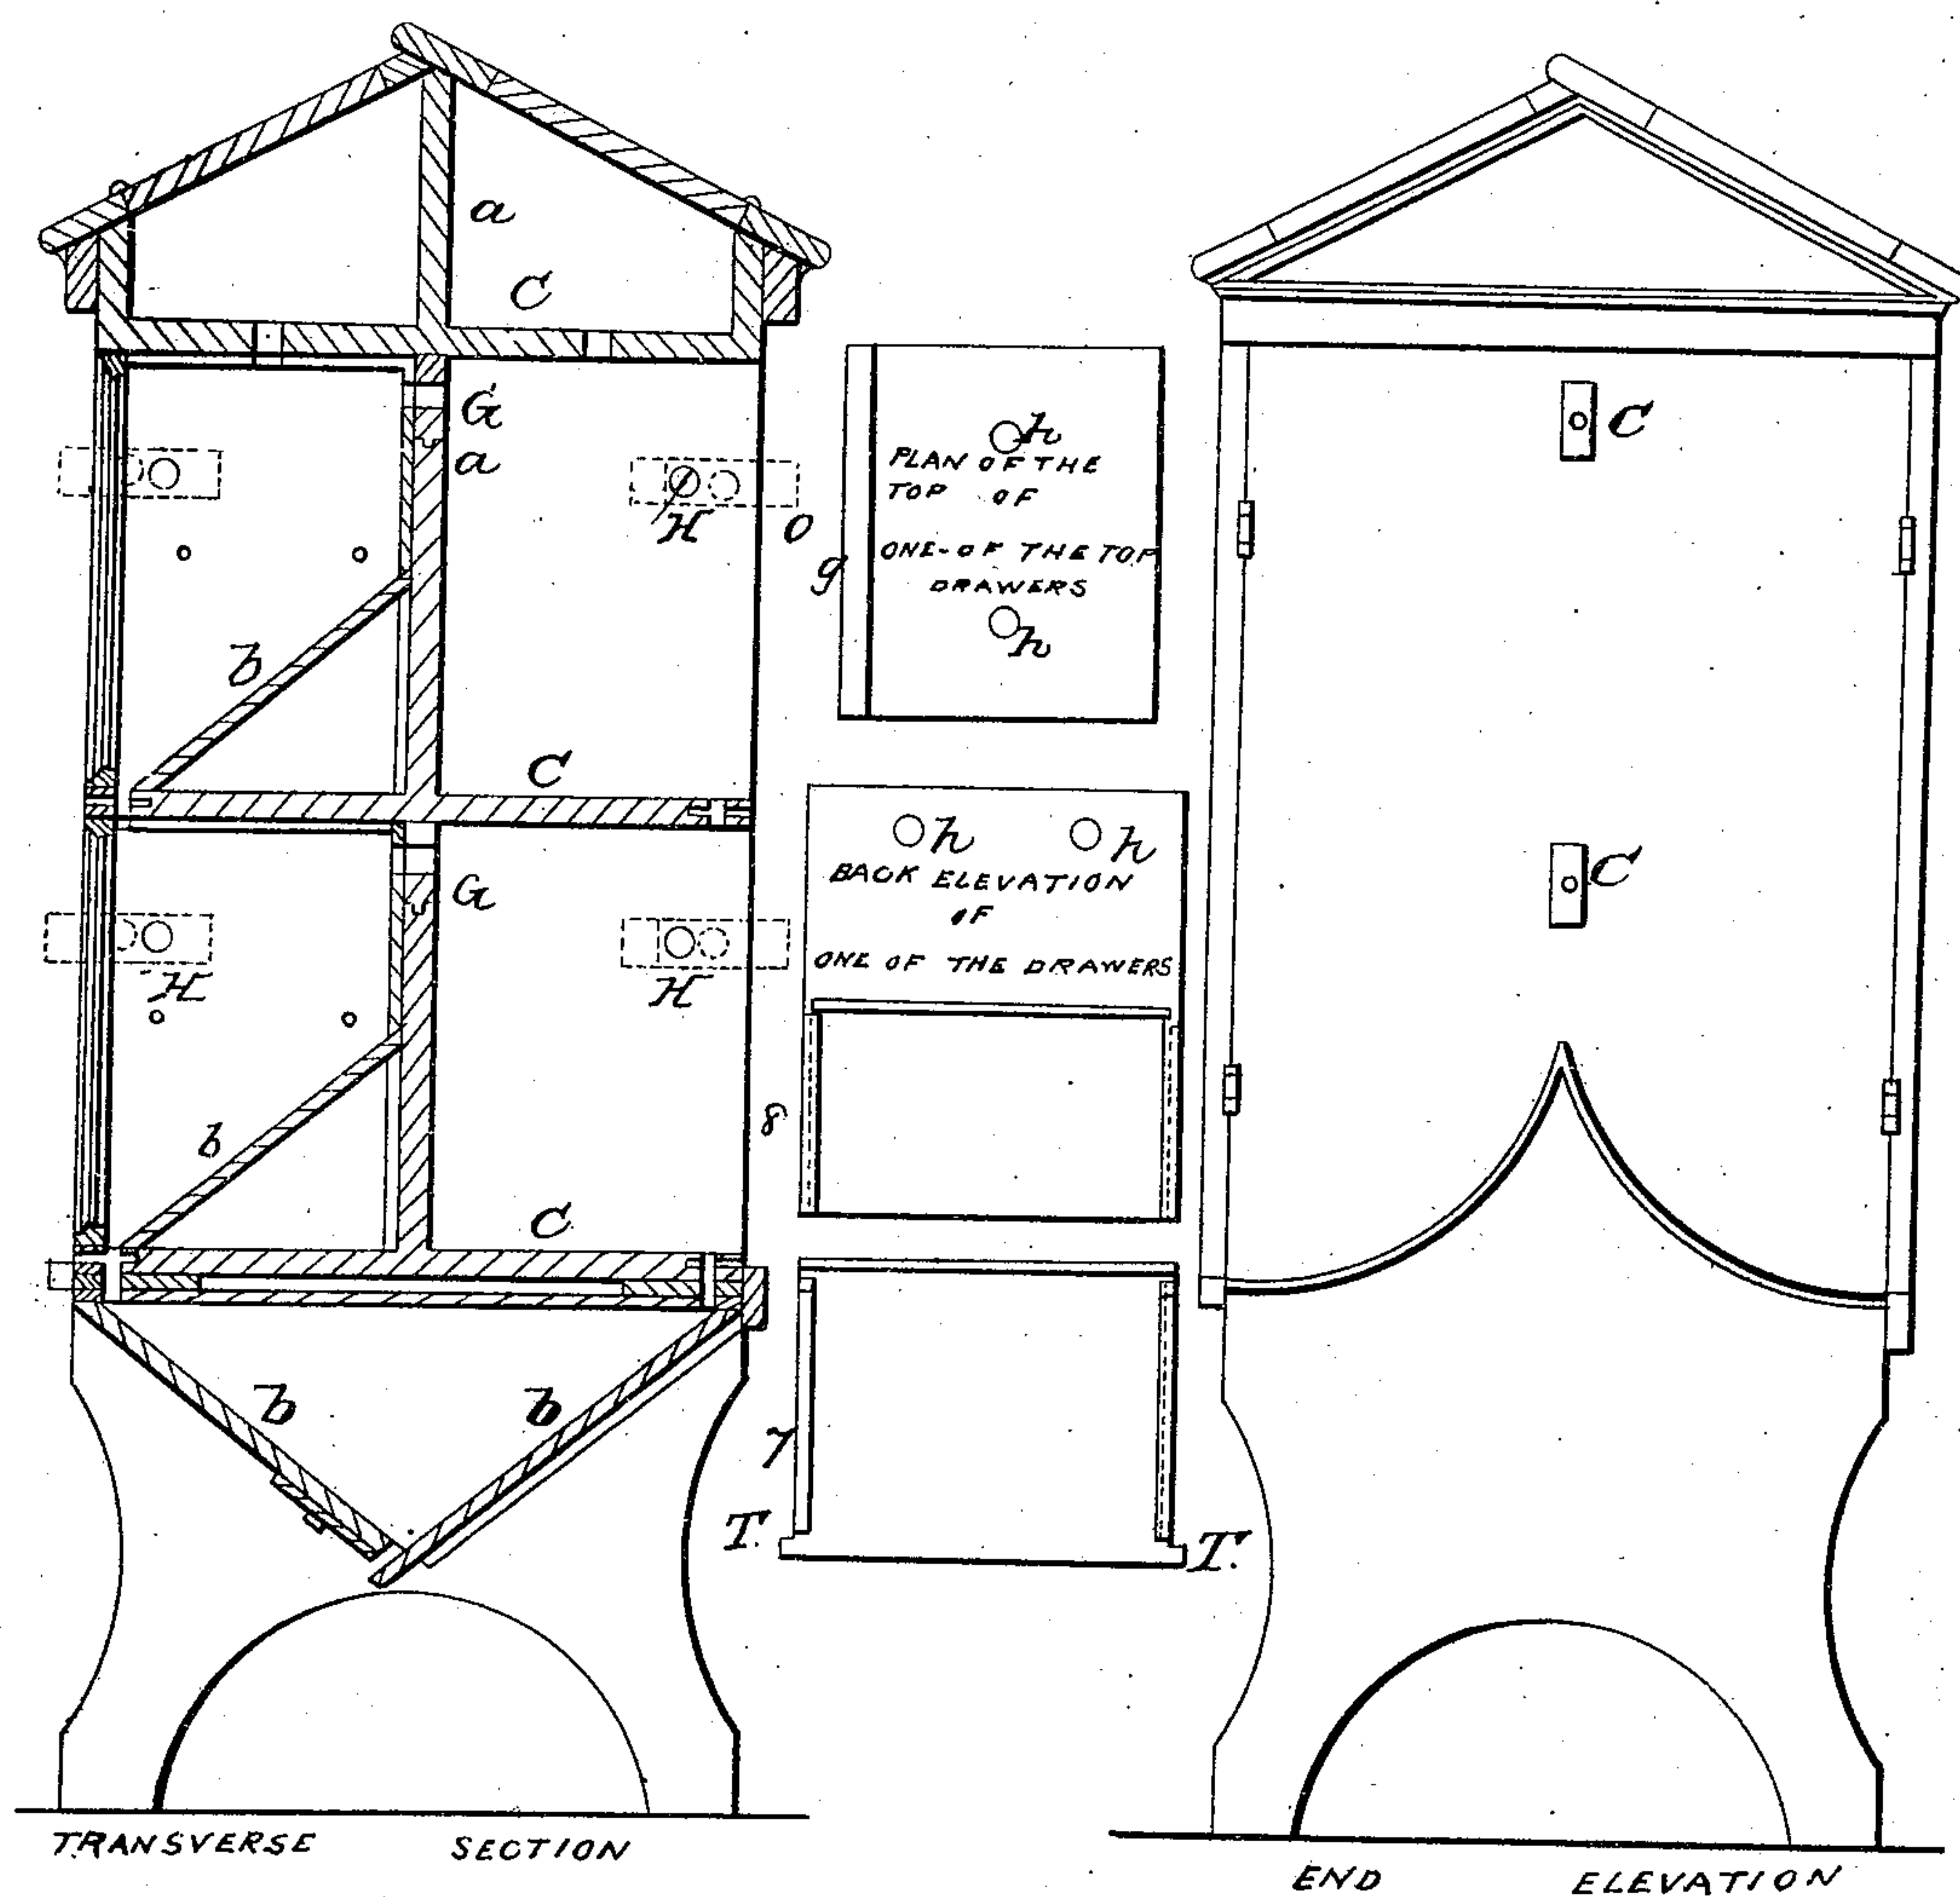 a
C
G
a
H
O
b
C
G
H
H
b
C
b
b
TRANSVERSE SECTION
h
PLAN OF THE
TOP OF
ONE-OF THE TOP
DRAWERS
h
9
h h
BACK ELEVATION
OF
ONE OF THE DRAWERS
8
7
T. T.
C
C
END ELEVATION